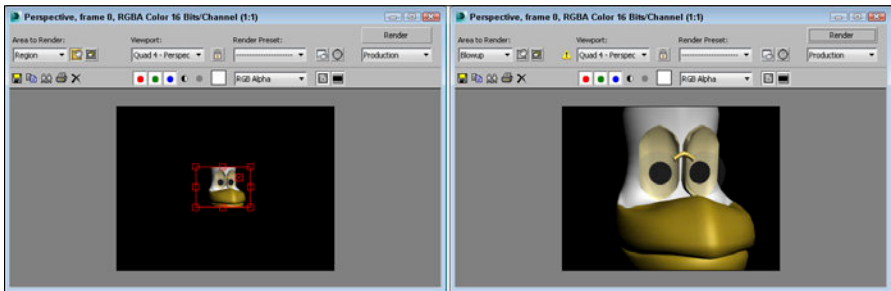 Perspective, frame 0, RGBA Color 16 Bits/Channel (1:1)
Area to Render: Viewport: Render Preset: Render
Region Quad 4 - Perspec Production
RGB Alpha
Perspective, frame 0, RGBA Color 16 Bits/Channel (1:1)
Area to Render: Viewport: Render Preset: Render
Blowup Quad 4 - Perspec Production
RGB Alpha